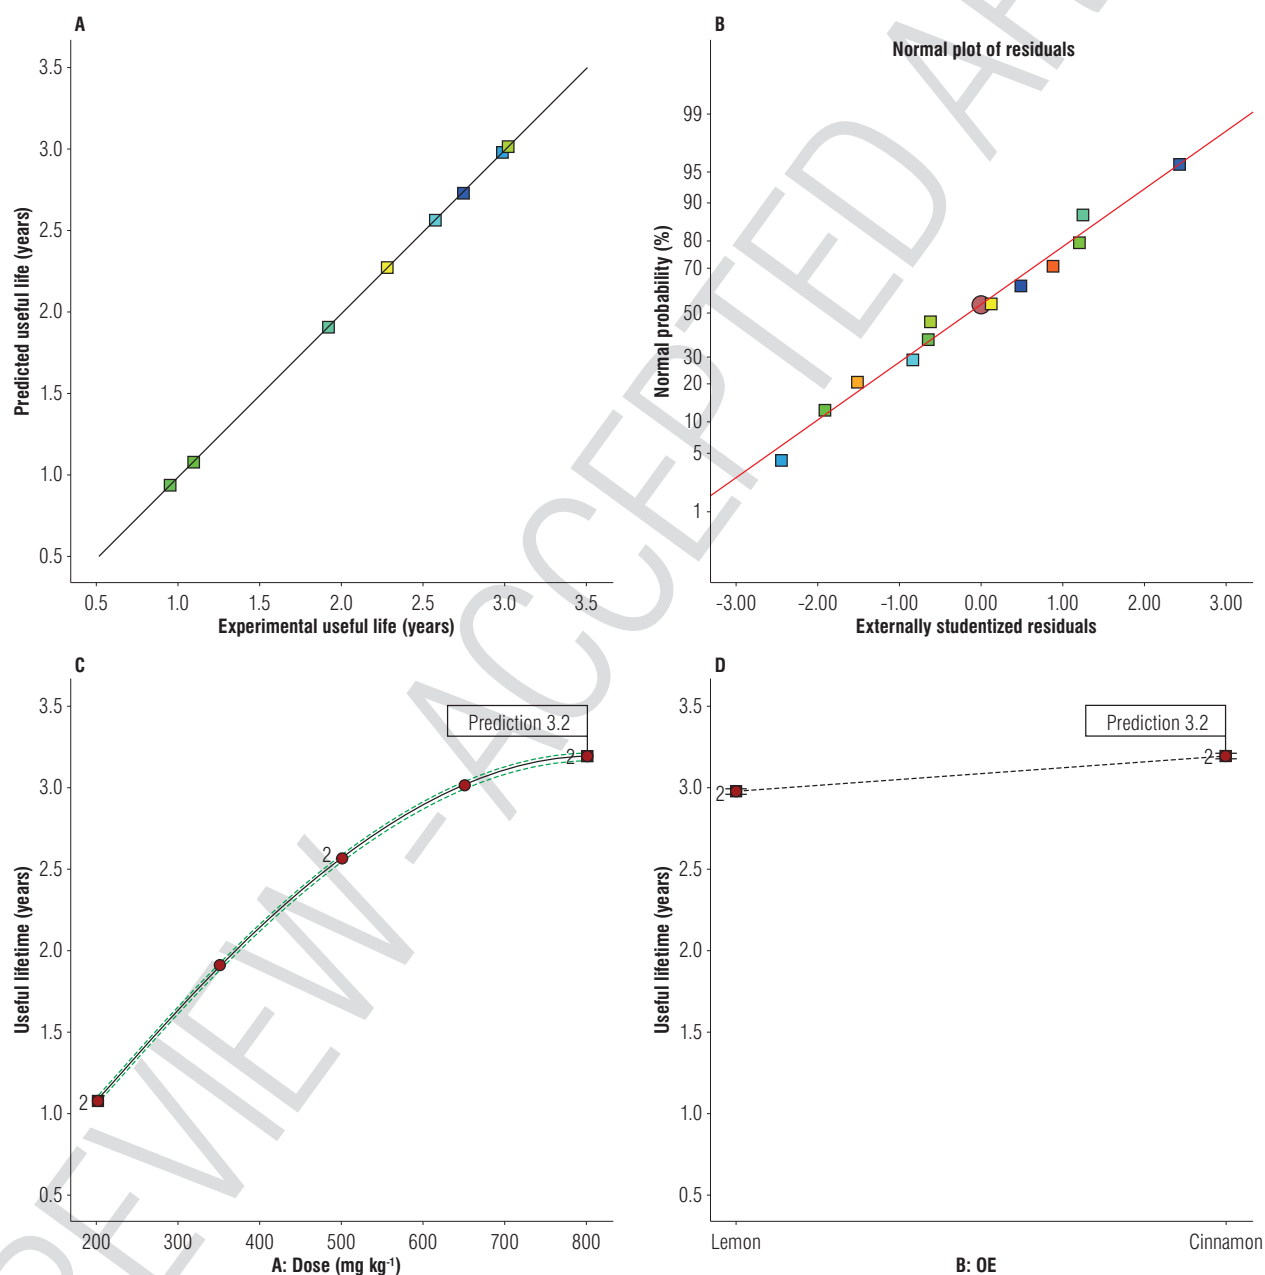 A
3.5
3.0
2.5
2.0
1.5
1.0
0.5
Predicted useful life (years)
0.5 1.0 1.5 2.0 2.5 3.0 3.5
Experimental useful life (years)
B
Normal plot of residuals
99
95
90
80
70
50
30
20
10
5
1
Normal probability (%)
-3.00 -2.00 -1.00 0.00 1.00 2.00 3.00
Externally studentized residuals
C
Prediction 3.2
3.5
3.0
2.5
2.0
1.5
1.0
0.5
2
2
2
Useful lifetime (years)
200 300 400 500 600 700 800
A: Dose (mg kg⁻¹)
D
Prediction 3.2
3.5
3.0
2.5
2.0
1.5
1.0
0.5
2
2
Useful lifetime (years)
Lemon Cinnamon
B: OE
REVIEW - ACCEPTED